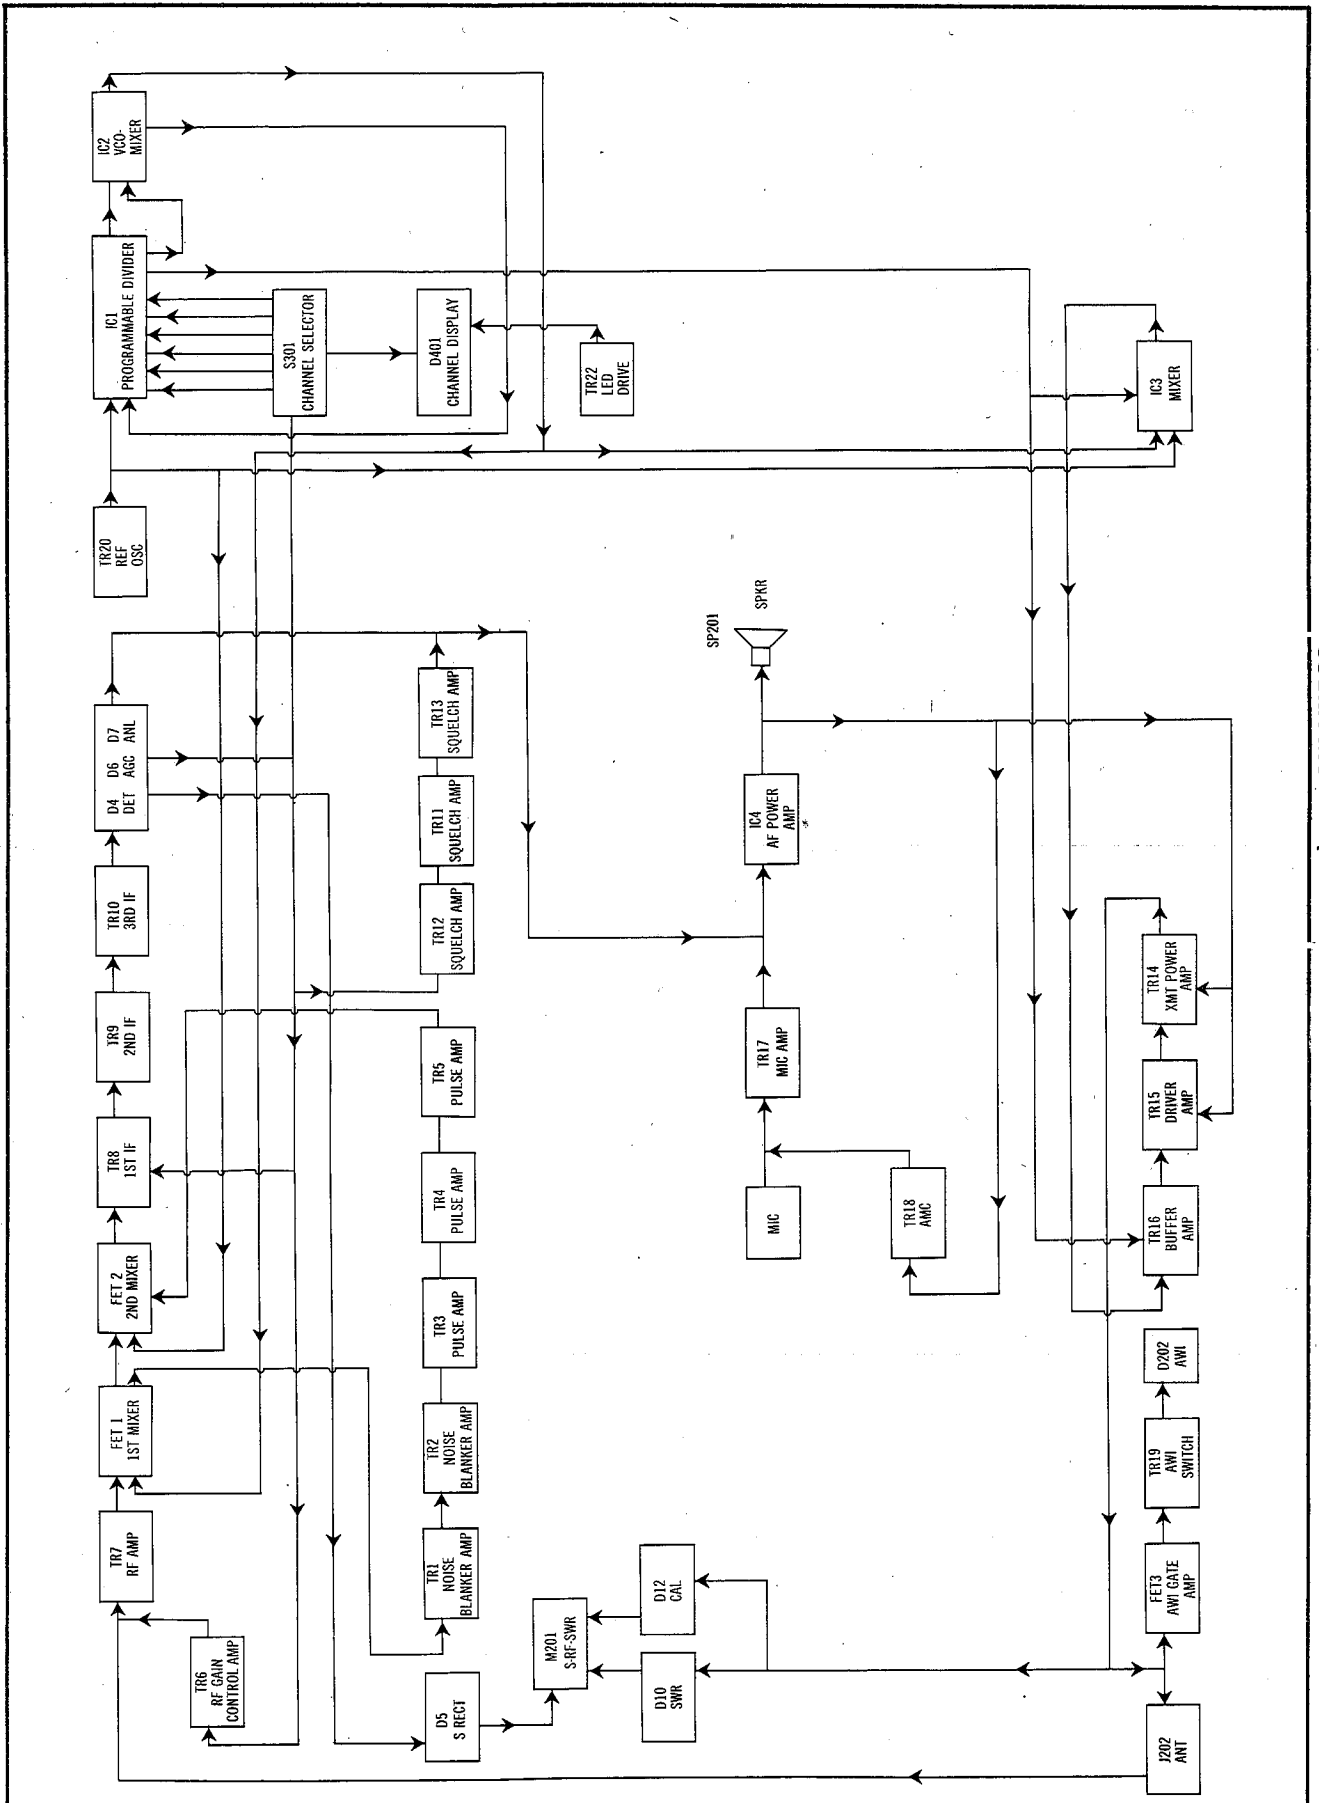 TR7
RF AMP
FET 1
1ST MIXER
FET 2
2ND MIXER
TR8
1ST IF
TR9
2ND IF
TR10
3RD IF
D4 D6 D7
DET AGC ANL
TR20
REF
OSC
IC1
PROGRAMMABLE DIVIDER
IC2
VCO-
MIXER
TR6
RF GAIN
CONTROL AMP
S301
CHANNEL SELECTOR
D5
S RECT
TR1
NOISE
BLANKER AMP
TR2
NOISE
BLANKER AMP
TR3
PULSE AMP
TR4
PULSE AMP
TR5
PULSE AMP
TR12
SQUELCH AMP
TR11
SQUELCH AMP
TR13
SQUELCH AMP
D401
CHANNEL DISPLAY
M201
S-RF-SWR
TR22
LED
DRIVE
D10
SWR
D12
CAL
MIC
TR17
MIC AMP
IC4
AF POWER
AMP
SP201
SPKR
TR18
AMC
J202
ANT
FET3
AWI GATE
AMP
TR19
AWI
SWITCH
D202
AWI
TR16
BUFFER
AMP
TR15
DRIVER
AMP
TR14
XMT POWER
AMP
IC3
MIXER